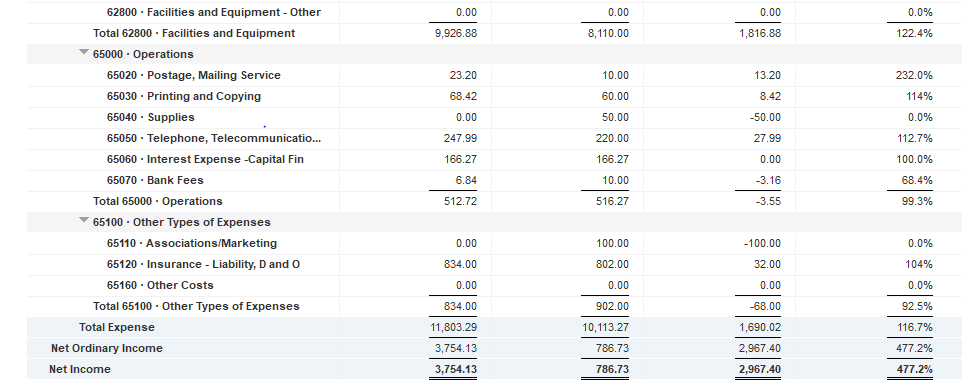 62800 · Facilities and Equipment - Other 0.00 0.00 0.00 0.0%
Total 62800 · Facilities and Equipment 9,926.88 8,110.00 1,816.88 122.4%
65000 · Operations
65020 · Postage, Mailing Service 23.20 10.00 13.20 232.0%
65030 · Printing and Copying 68.42 60.00 8.42 114%
65040 · Supplies 0.00 50.00 -50.00 0.0%
65050 · Telephone, Telecommunicatio... 247.99 220.00 27.99 112.7%
65060 · Interest Expense -Capital Fin 166.27 166.27 0.00 100.0%
65070 · Bank Fees 6.84 10.00 -3.16 68.4%
Total 65000 · Operations 512.72 516.27 -3.55 99.3%
65100 · Other Types of Expenses
65110 · Associations/Marketing 0.00 100.00 -100.00 0.0%
65120 · Insurance - Liability, D and O 834.00 802.00 32.00 104%
65160 · Other Costs 0.00 0.00 0.00 0.0%
Total 65100 · Other Types of Expenses 834.00 902.00 -68.00 92.5%
Total Expense 11,803.29 10,113.27 1,690.02 116.7%
Net Ordinary Income 3,754.13 786.73 2,967.40 477.2%
Net Income 3,754.13 786.73 2,967.40 477.2%